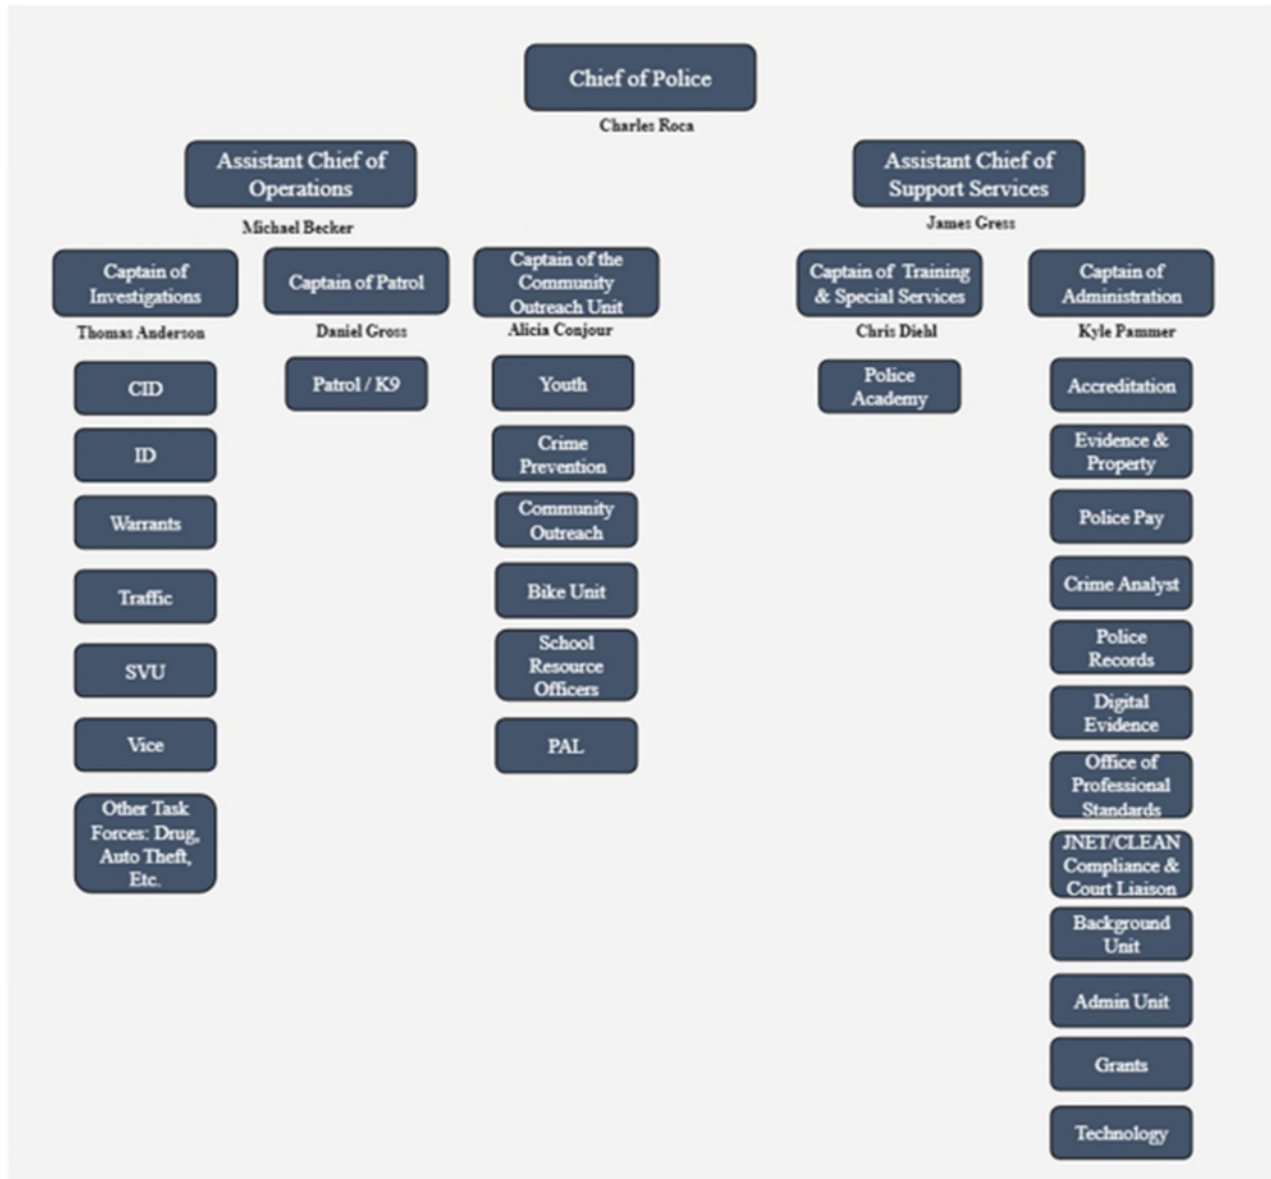 Chief of Police
Charles Roca
Assistant Chief of
Operations
Michael Becker
Assistant Chief of
Support Services
James Gress
Captain of
Investigations
Thomas Anderson
Captain of Patrol
Daniel Gross
Captain of the
Community
Outreach Unit
Alicia Conjour
Captain of Training
& Special Services
Chris Diehl
Captain of
Administration
Kyle Pammer
CID
ID
Warrants
Traffic
SVU
Vice
Other Task
Forces: Drug,
Auto Theft,
Etc.
Patrol / K9
Youth
Crime
Prevention
Community
Outreach
Bike Unit
School
Resource
Officers
PAL
Police
Academy
Accreditation
Evidence &
Property
Police Pay
Crime Analyst
Police
Records
Digital
Evidence
Office of
Professional
Standards
JNET/CLEAN
Compliance &
Court Liaison
Background
Unit
Admin Unit
Grants
Technology